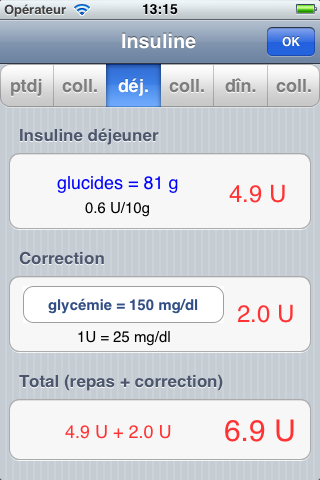 Opérateur 13:15
Insuline OK
ptdj coll. déj. coll. dîn. coll.
Insuline déjeuner
glucides = 81 g
0.6 U/10g
4.9 U
Correction
glycémie = 150 mg/dl
1U = 25 mg/dl
2.0 U
Total (repas + correction)
4.9 U + 2.0 U 6.9 U